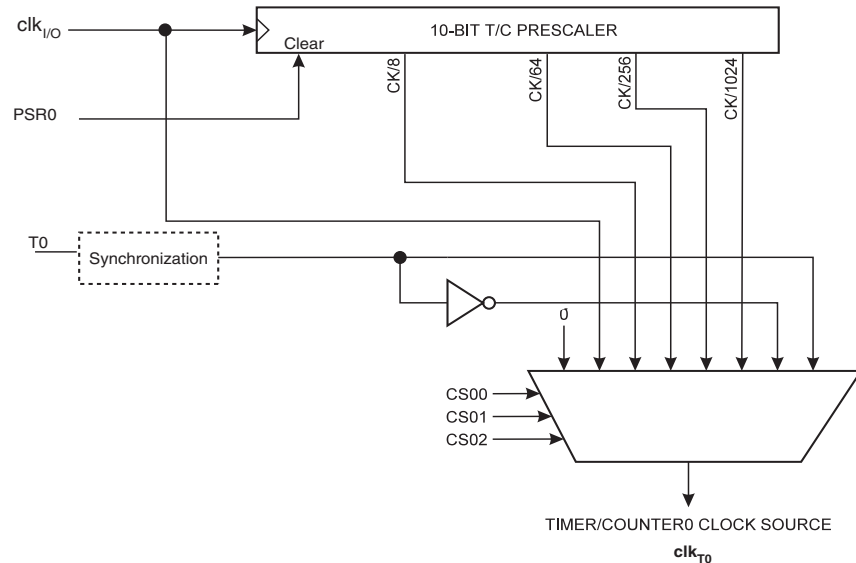 clkI/O
10-BIT T/C PRESCALER
Clear
CK/8
CK/64
CK/256
CK/1024
PSR0
T0
Synchronization
0
CS00
CS01
CS02
TIMER/COUNTER0 CLOCK SOURCE
clkT0